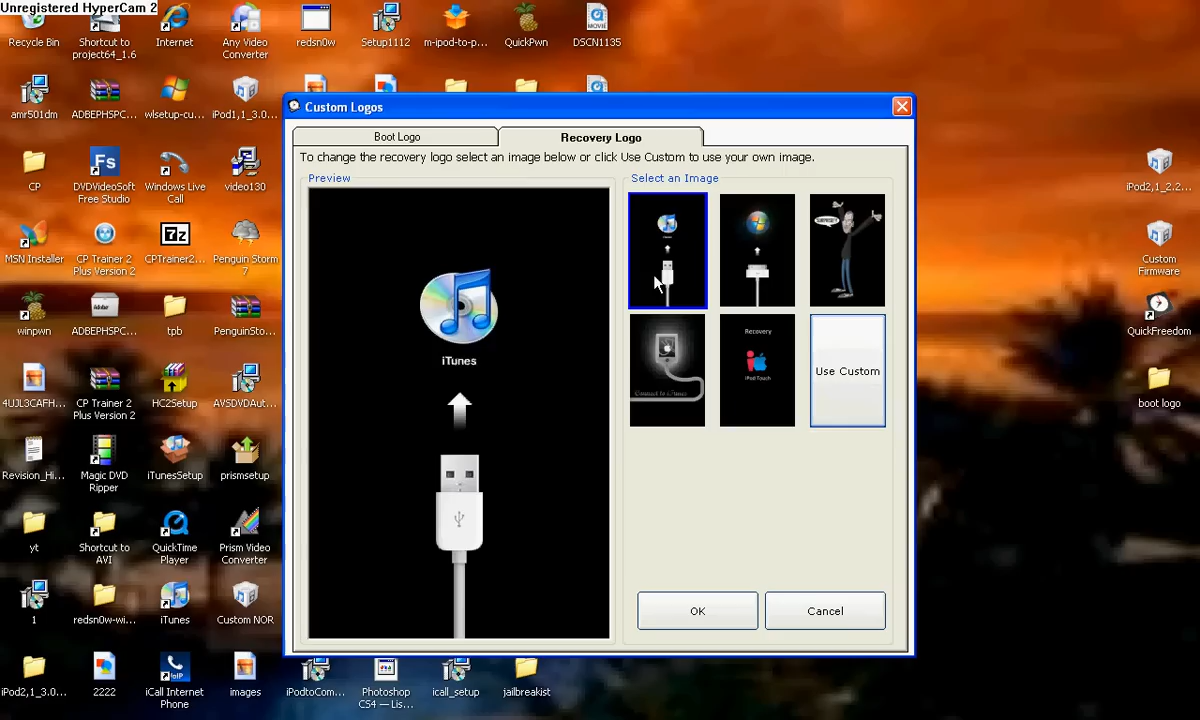 Unregistered HyperCam 2
Recycle Bin
Shortcut to
project64_1.6
Internet
Any Video
Converter
redsn0w
Setup1112
m-ipod-to-p...
QuickPwn
DSCN1135
amr501dm
ADBEPHSPC...
wlsetup-cu...
iPod1,1_3.0...
CP
DVDVideoSoft
Free Studio
Windows Live
Call
video130
MSN Installer
CP Trainer 2
Plus Version 2
CPTrainer2...
Penguin Storm
7
winpwn
ADBEPHSPC...
tpb
PenguinSto...
4UJL3CAFH...
CP Trainer 2
Plus Version 2
HC2Setup
AVSDVDAut...
Revision_Hi...
Magic DVD
Ripper
iTunesSetup
prismsetup
yt
Shortcut to
AVI
QuickTime
Player
Prism Video
Converter
1
redsn0w-wi...
iTunes
Custom NOR
iPod2,1_3.0...
2222
iCall Internet
Phone
images
iPodtoCom...
Photoshop
CS4 — Lis...
icall_setup
jailbreakist
Custom Logos
Boot Logo
Recovery Logo
To change the recovery logo select an image below or click Use Custom to use your own image.
Preview
iTunes
Select an Image
SURPRISE!
Connect to iTunes
Recovery
iPod Touch
Use Custom
OK
Cancel
iPod2,1_2.2...
Custom
Firmware
QuickFreedom
boot logo